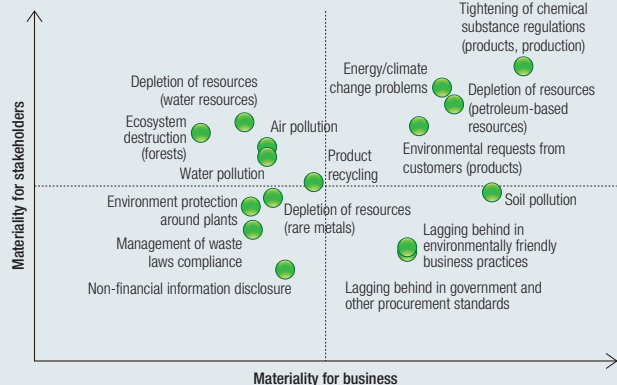 Tightening of chemical
substance regulations
(products, production)
Energy/climate
change problems
Depletion of resources
(petroleum-based
resources)
Environmental requests from
customers (products)
Depletion of resources
(water resources)
Ecosystem
destruction
(forests)
Air pollution
Water pollution
Product
recycling
Soil pollution
Environment protection
around plants
Depletion of resources
(rare metals)
Management of waste
laws compliance
Non-financial information disclosure
Lagging behind in
environmentally friendly
business practices
Lagging behind in government and
other procurement standards
Materiality for stakeholders
Materiality for business